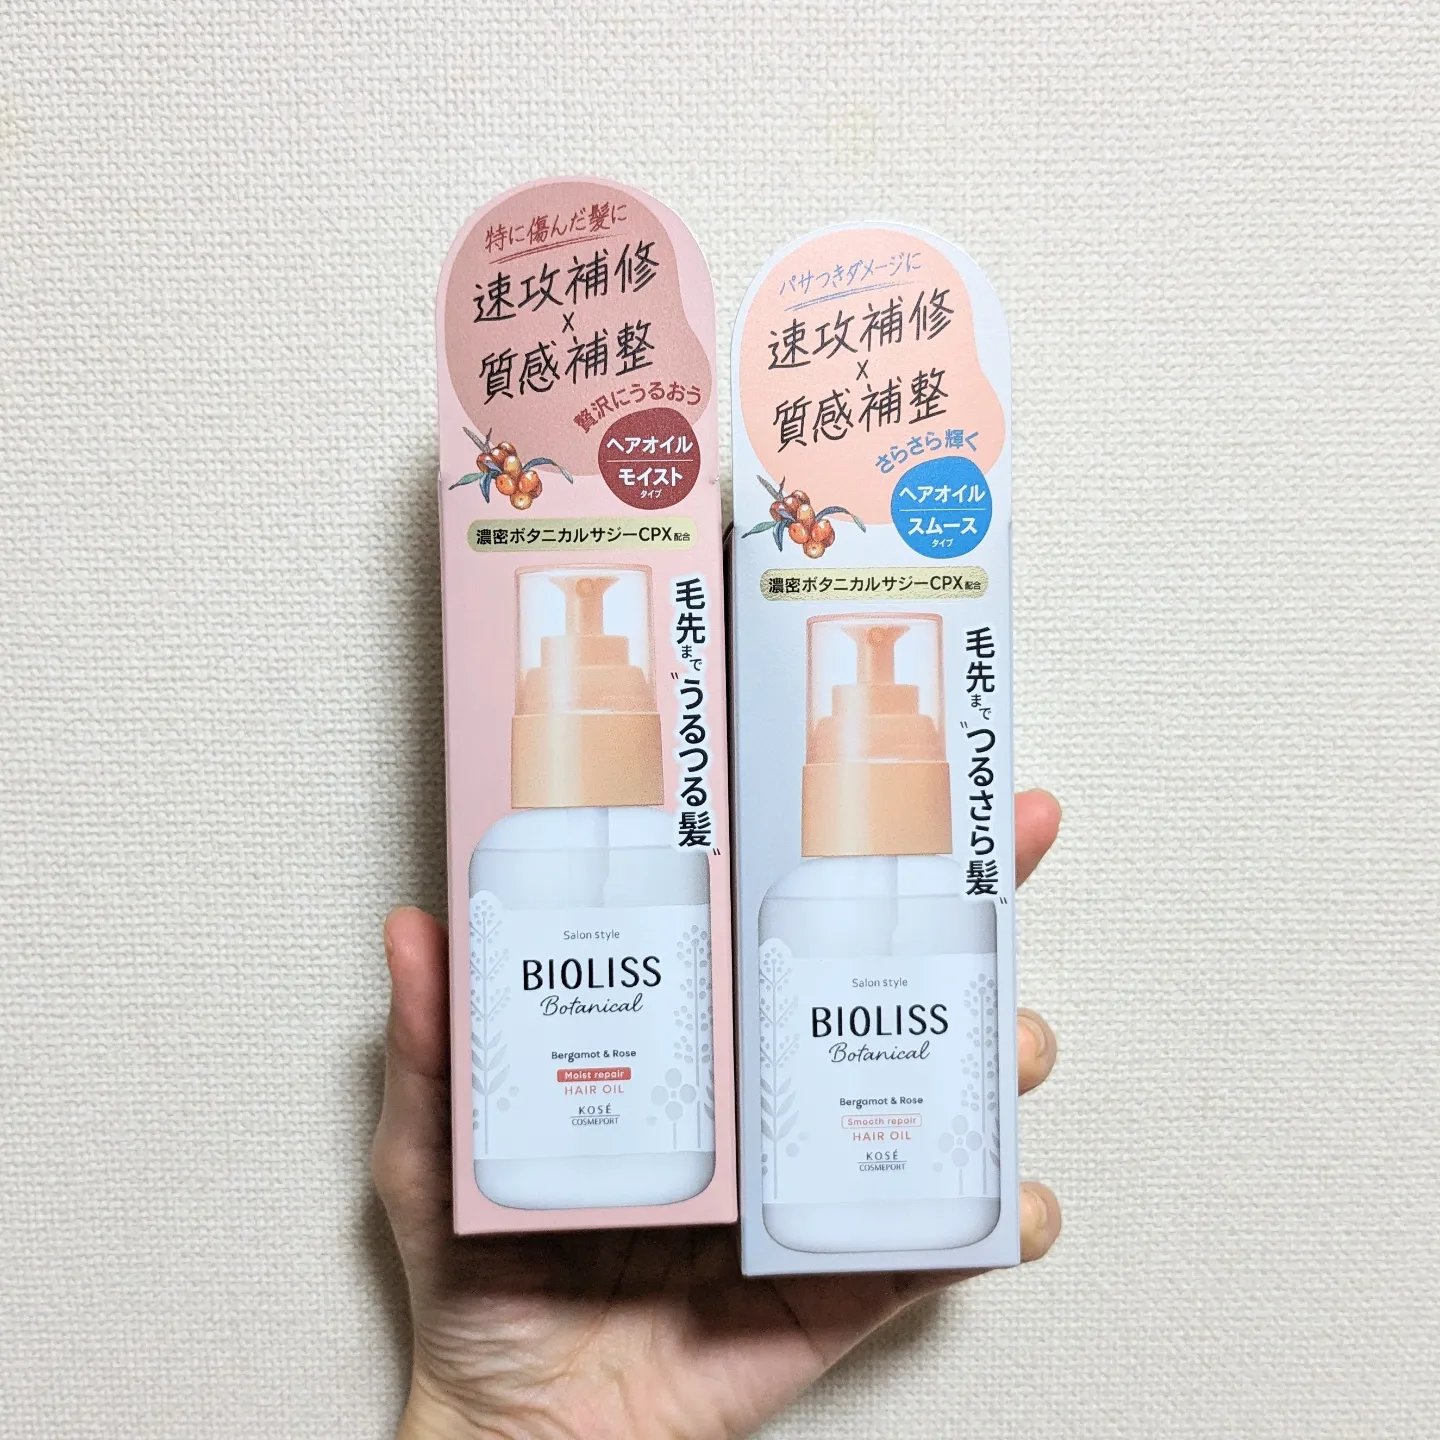 特に傷んだ髪に
速攻補修
×
質感補整
贅沢にうるおう
ヘアオイル
モイスト
タイプ
濃密ボタニカルサジーCPX配合
毛先まで
"うるつる髪"
Salon style
BIOLISS
Botanical
Bergamot & Rose
Moist repair
HAIR OIL
KOSÉ
COSMEPORT
パサつきダメージに
速攻補修
×
質感補整
さらさら輝く
ヘアオイル
スムース
タイプ
濃密ボタニカルサジーCPX配合
毛先まで
"つるさら髪"
Salon style
BIOLISS
Botanical
Bergamot & Rose
Smooth repair
HAIR OIL
KOSÉ
COSMEPORT